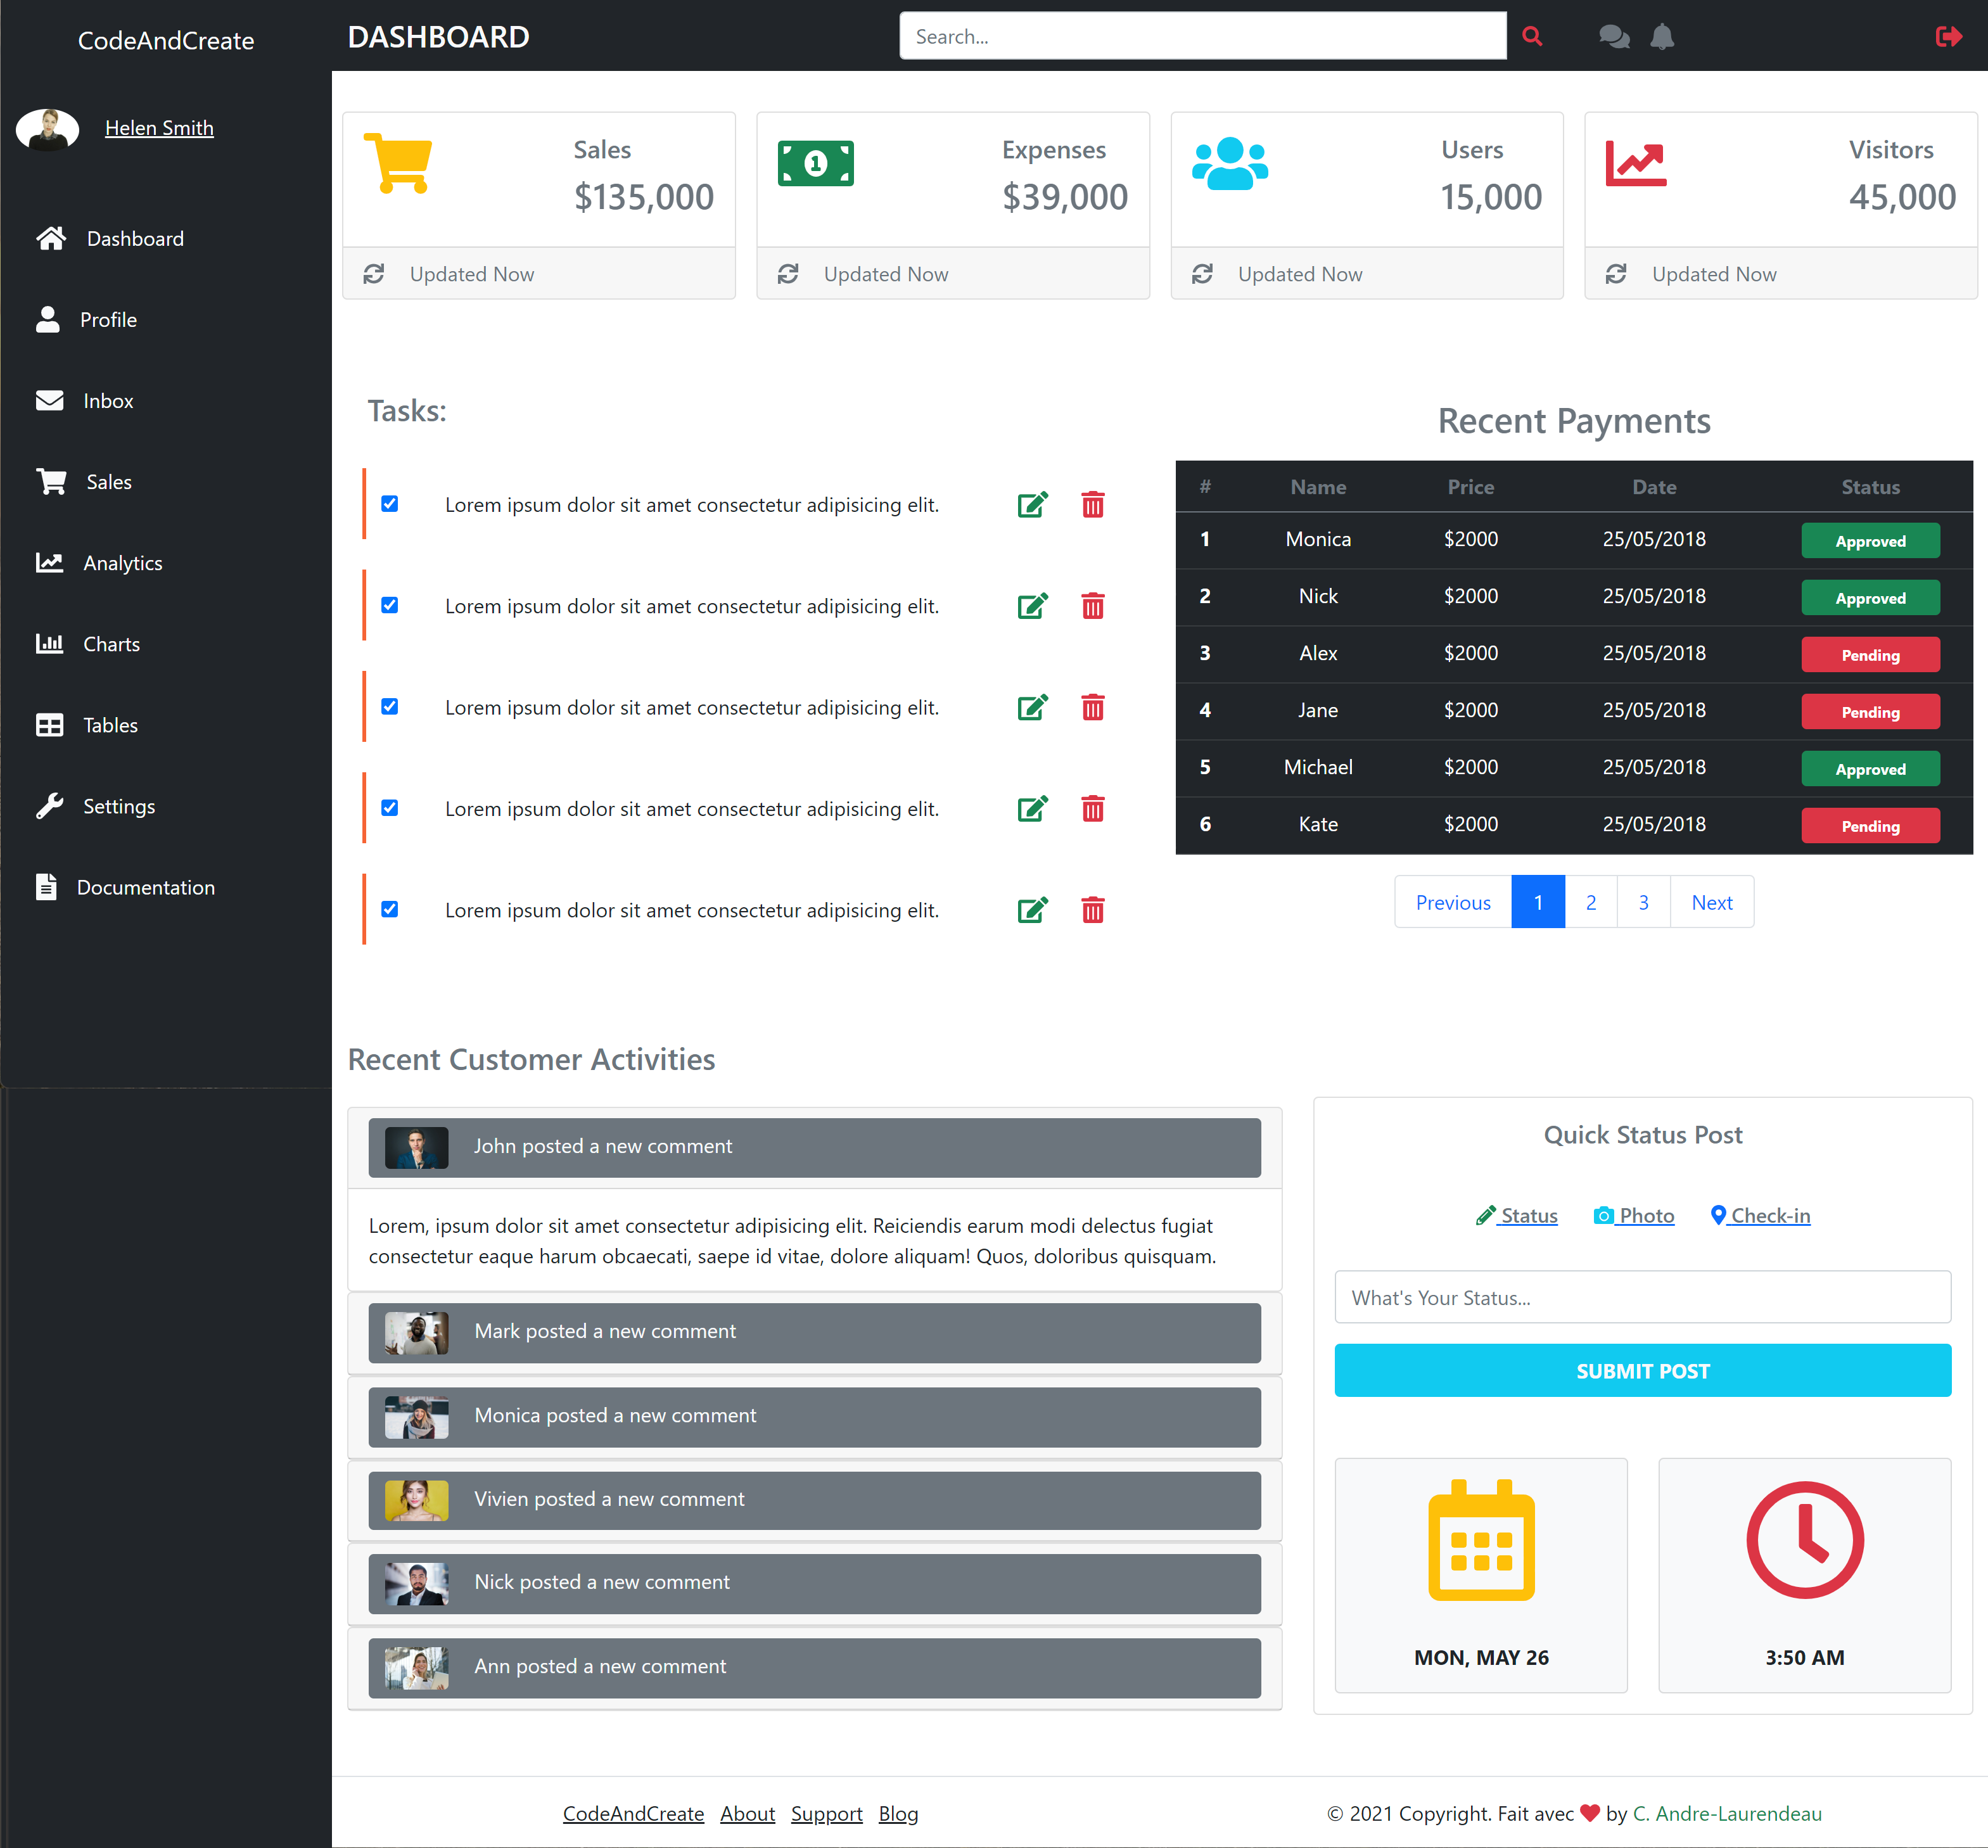 CodeAndCreate
DASHBOARD
Search...
Helen Smith
Dashboard
Profile
Inbox
Sales
Analytics
Charts
Tables
Settings
Documentation
Sales
$135,000
Updated Now
Expenses
$39,000
Updated Now
Users
15,000
Updated Now
Visitors
45,000
Updated Now
Tasks:
Lorem ipsum dolor sit amet consectetur adipisicing elit.
Lorem ipsum dolor sit amet consectetur adipisicing elit.
Lorem ipsum dolor sit amet consectetur adipisicing elit.
Lorem ipsum dolor sit amet consectetur adipisicing elit.
Lorem ipsum dolor sit amet consectetur adipisicing elit.
Recent Payments
# Name Price Date Status
1 Monica $2000 25/05/2018 Approved
2 Nick $2000 25/05/2018 Approved
3 Alex $2000 25/05/2018 Pending
4 Jane $2000 25/05/2018 Pending
5 Michael $2000 25/05/2018 Approved
6 Kate $2000 25/05/2018 Pending
Previous 1 2 3 Next
Recent Customer Activities
John posted a new comment
Lorem, ipsum dolor sit amet consectetur adipisicing elit. Reiciendis earum modi delectus fugiat
consectetur eaque harum obcaecati, saepe id vitae, dolore aliquam! Quos, doloribus quisquam.
Mark posted a new comment
Monica posted a new comment
Vivien posted a new comment
Nick posted a new comment
Ann posted a new comment
Quick Status Post
Status Photo Check-in
What's Your Status...
SUBMIT POST
MON, MAY 26
3:50 AM
CodeAndCreate About Support Blog
© 2021 Copyright. Fait avec ❤ by C. Andre-Laurendeau